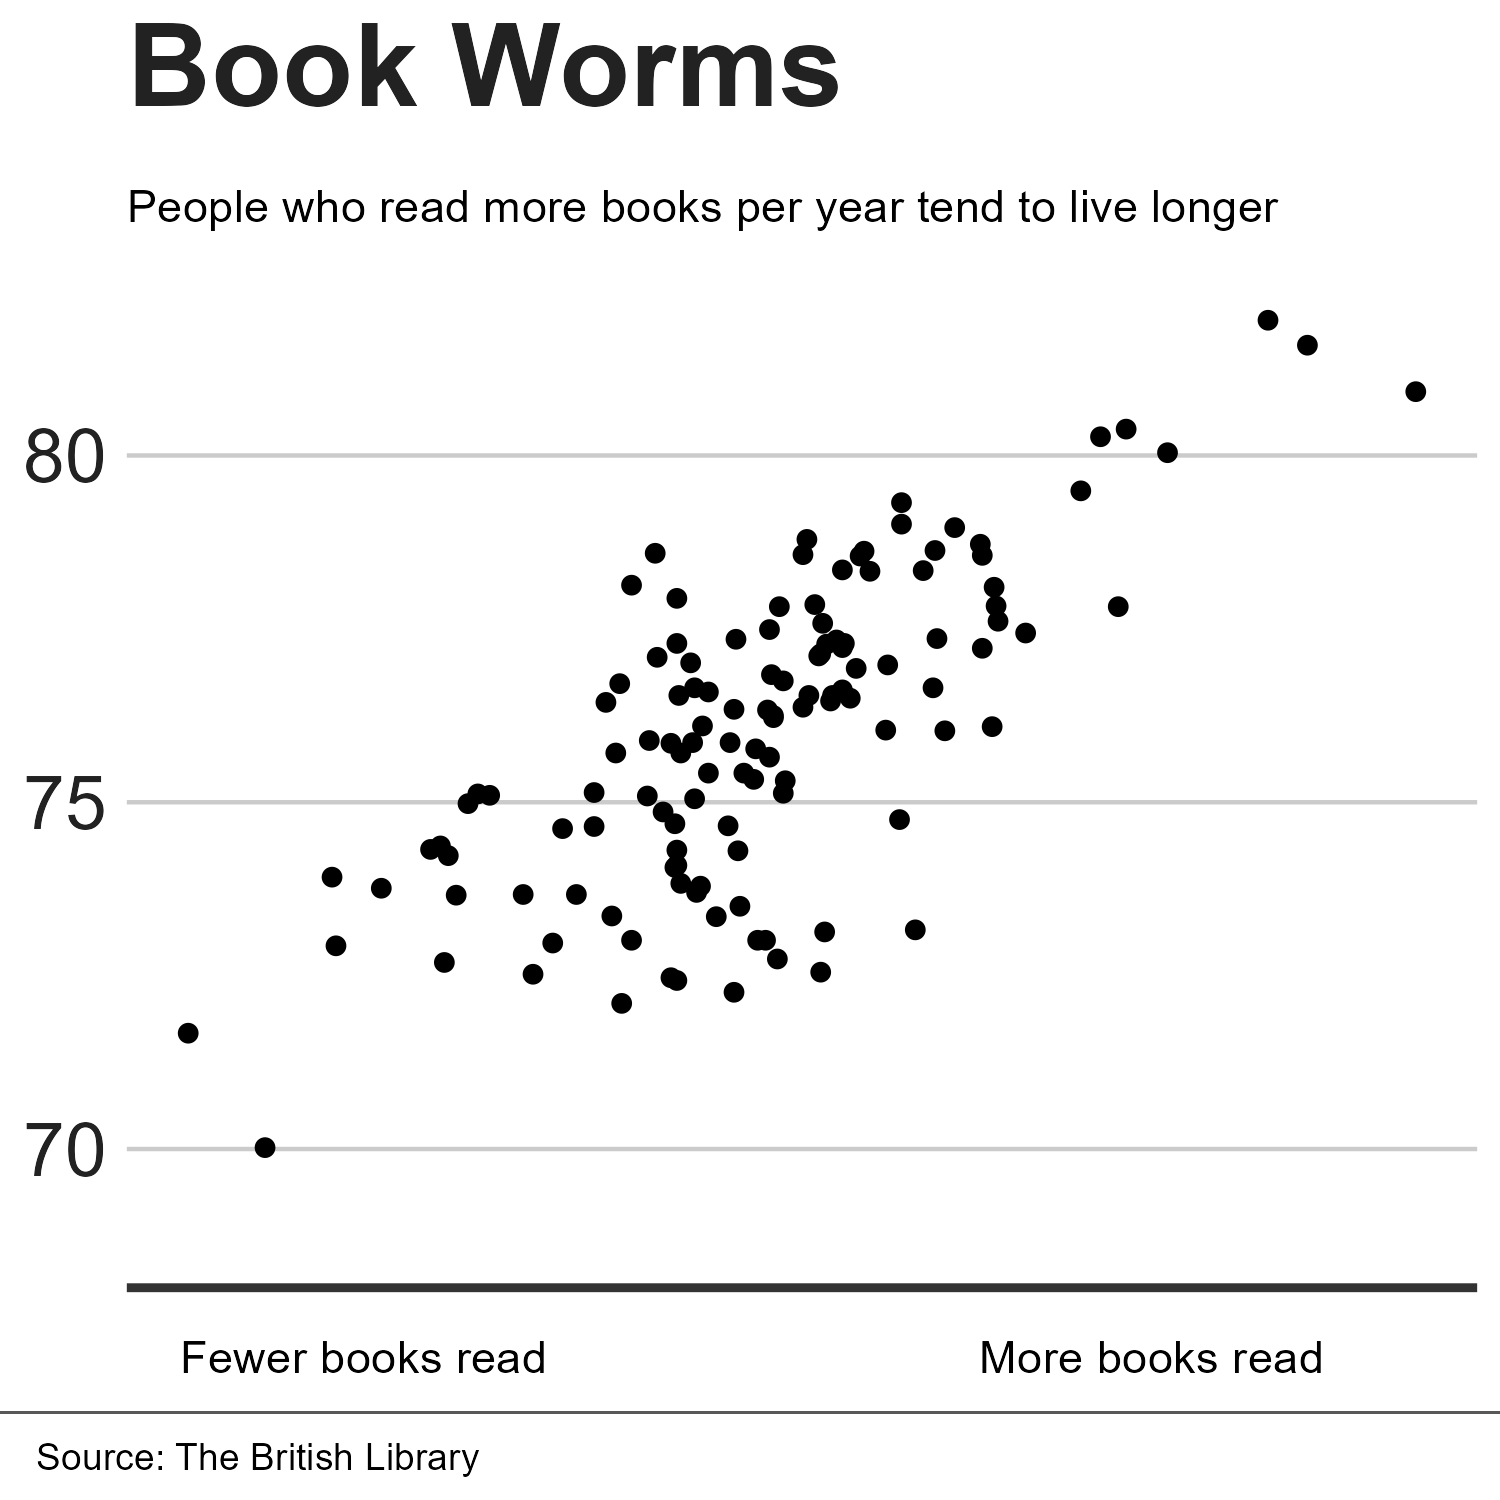 Book Worms
People who read more books per year tend to live longer
80
75
70
Fewer books read
More books read
Source: The British Library